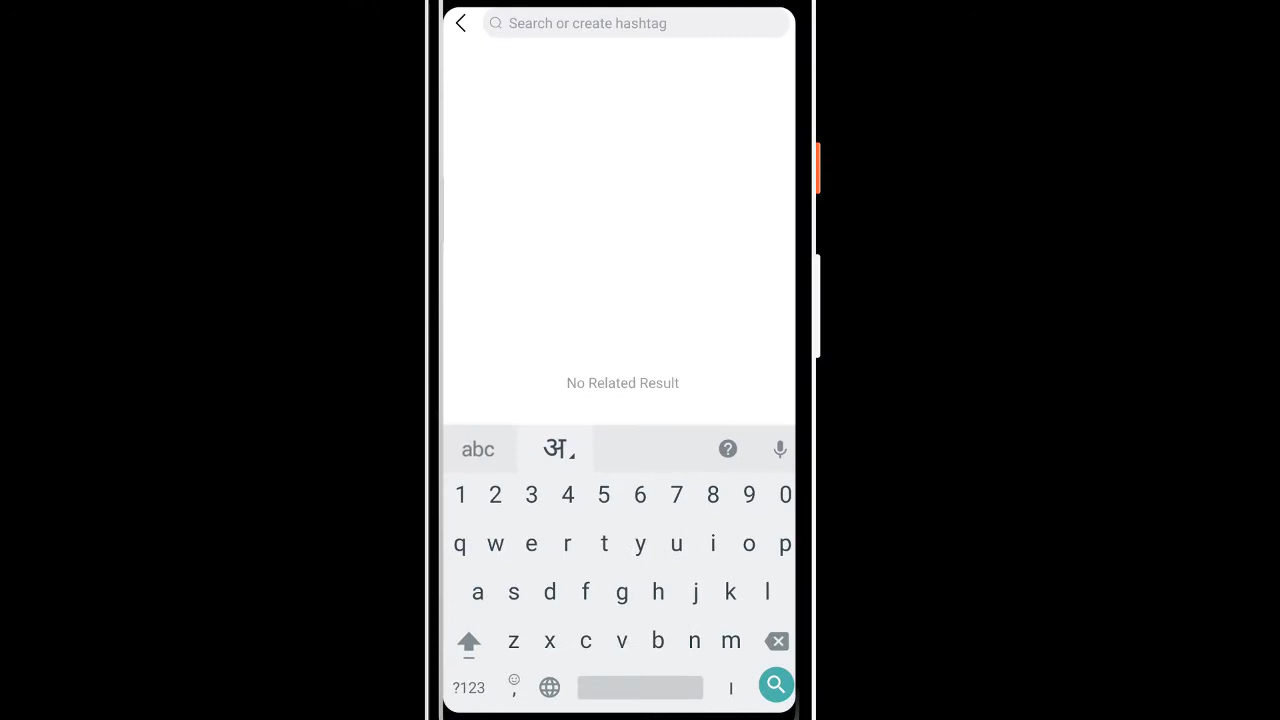 Search or create hashtag
No Related Result
abc अ
1 2 3 4 5 6 7 8 9 0
q w e r t y u i o p
a s d f g h j k l
z x c v b n m
?123 , ।